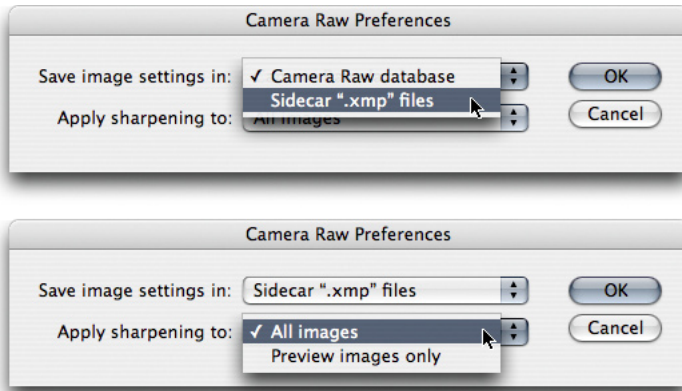 Camera Raw Preferences
Save image settings in: ✓ Camera Raw database OK
Sidecar “.xmp” files
Apply sharpening to: All images Cancel
Camera Raw Preferences
Save image settings in: Sidecar “.xmp” files OK
Apply sharpening to: ✓ All images Cancel
Preview images only